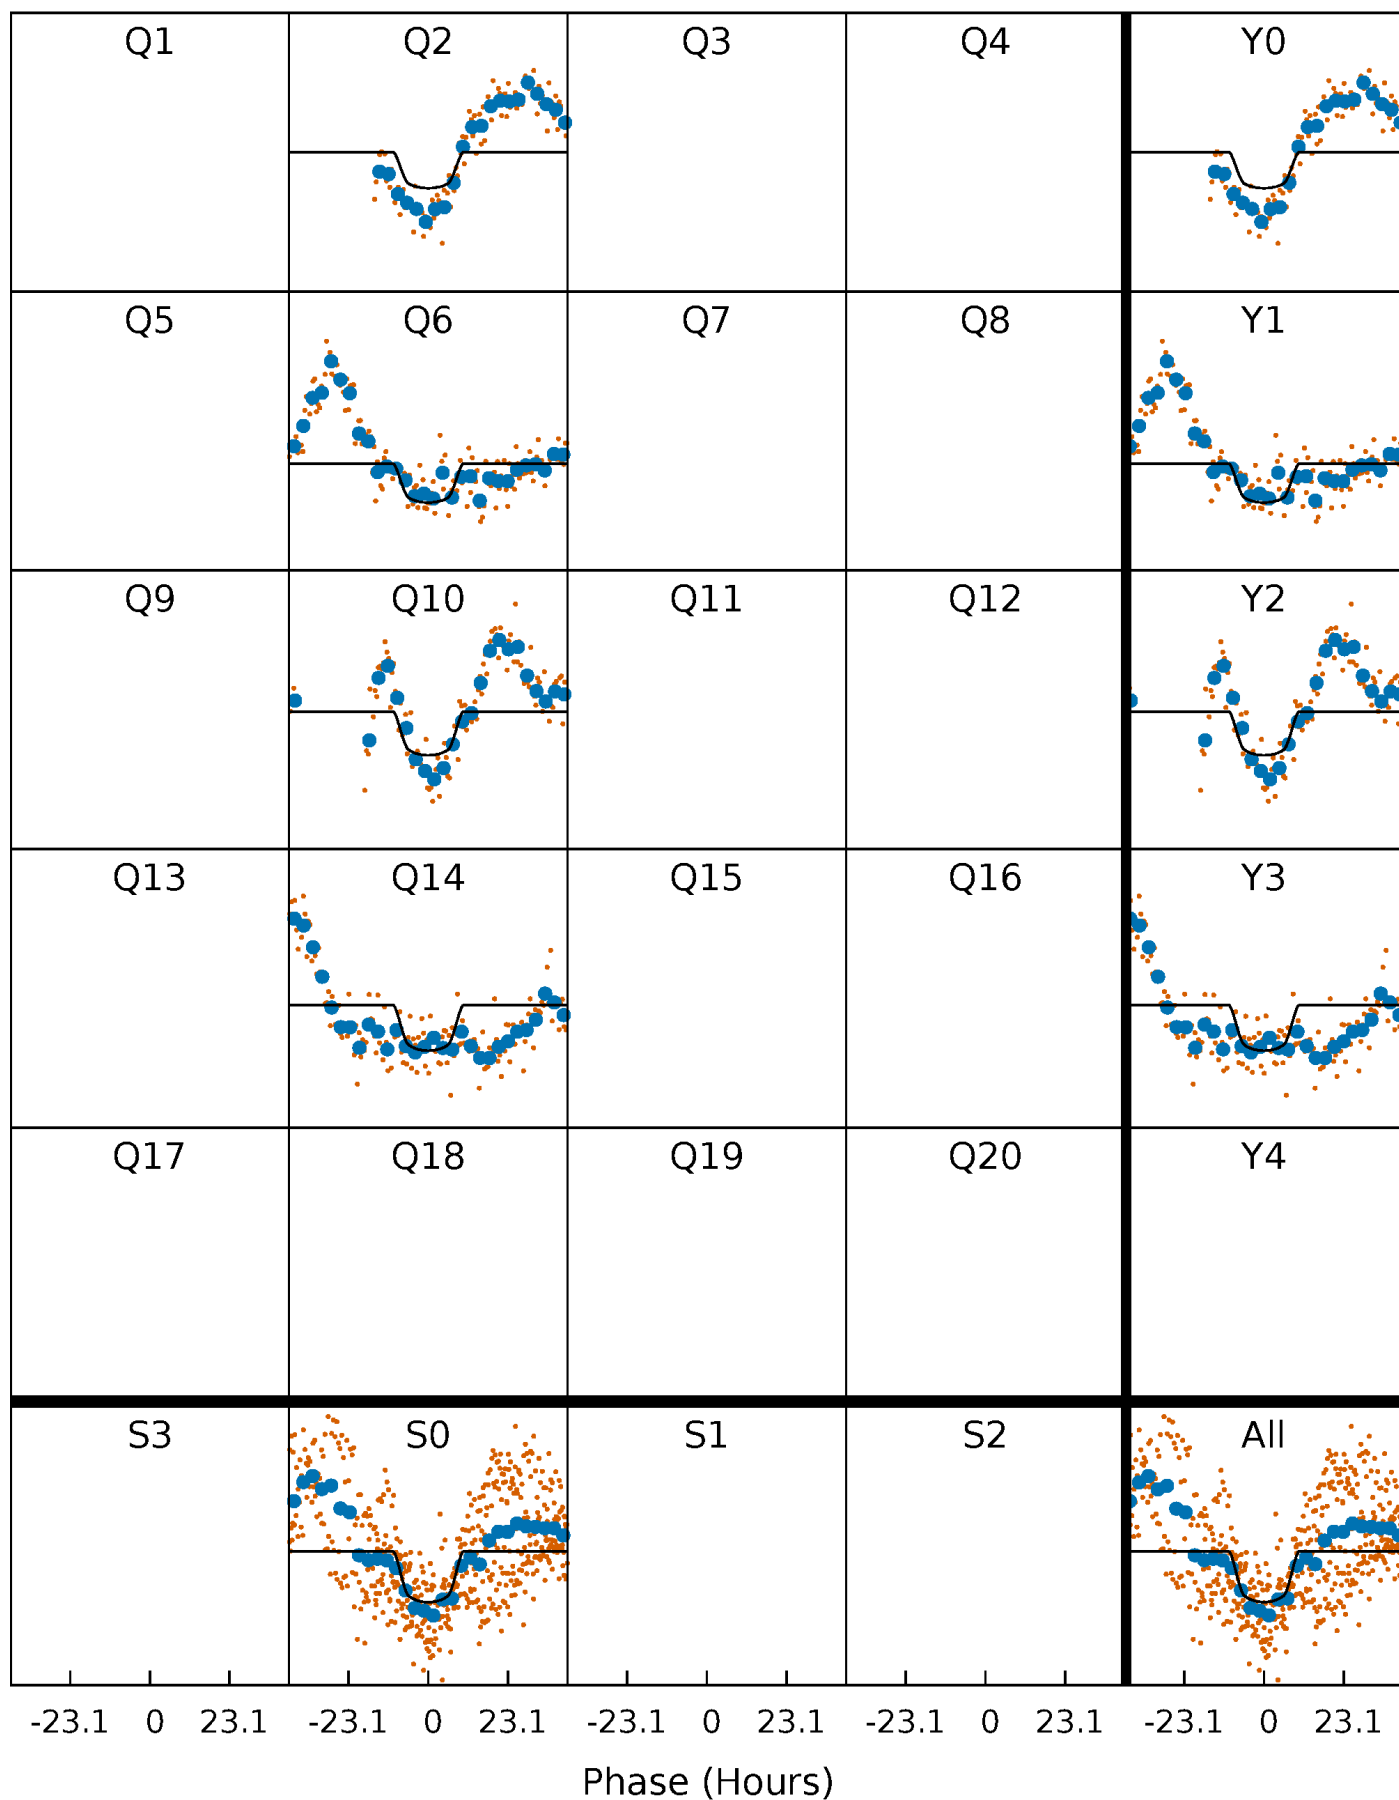 Q1 Q2 Q3 Q4 Y0
Q5 Q6 Q7 Q8 Y1
Q9 Q10 Q11 Q12 Y2
Q13 Q14 Q15 Q16 Y3
Q17 Q18 Q19 Q20 Y4
S3 S0 S1 S2 All
-23.1 0 23.1 -23.1 0 23.1 -23.1 0 23.1 -23.1 0 23.1 -23.1 0 23.1
Phase (Hours)